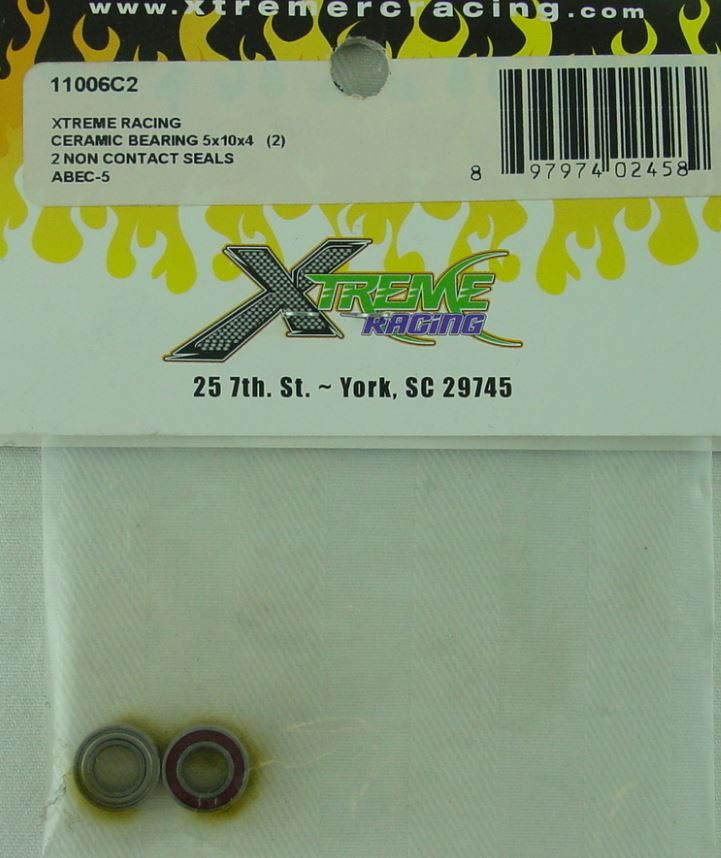 www.xtremercracing.com
11006C2
XTREME RACING
CERAMIC BEARING 5x10x4 (2)
2 NON CONTACT SEALS
ABEC-5
8 97974 02458
XTREME
RACING
25 7th. St. ~ York, SC 29745